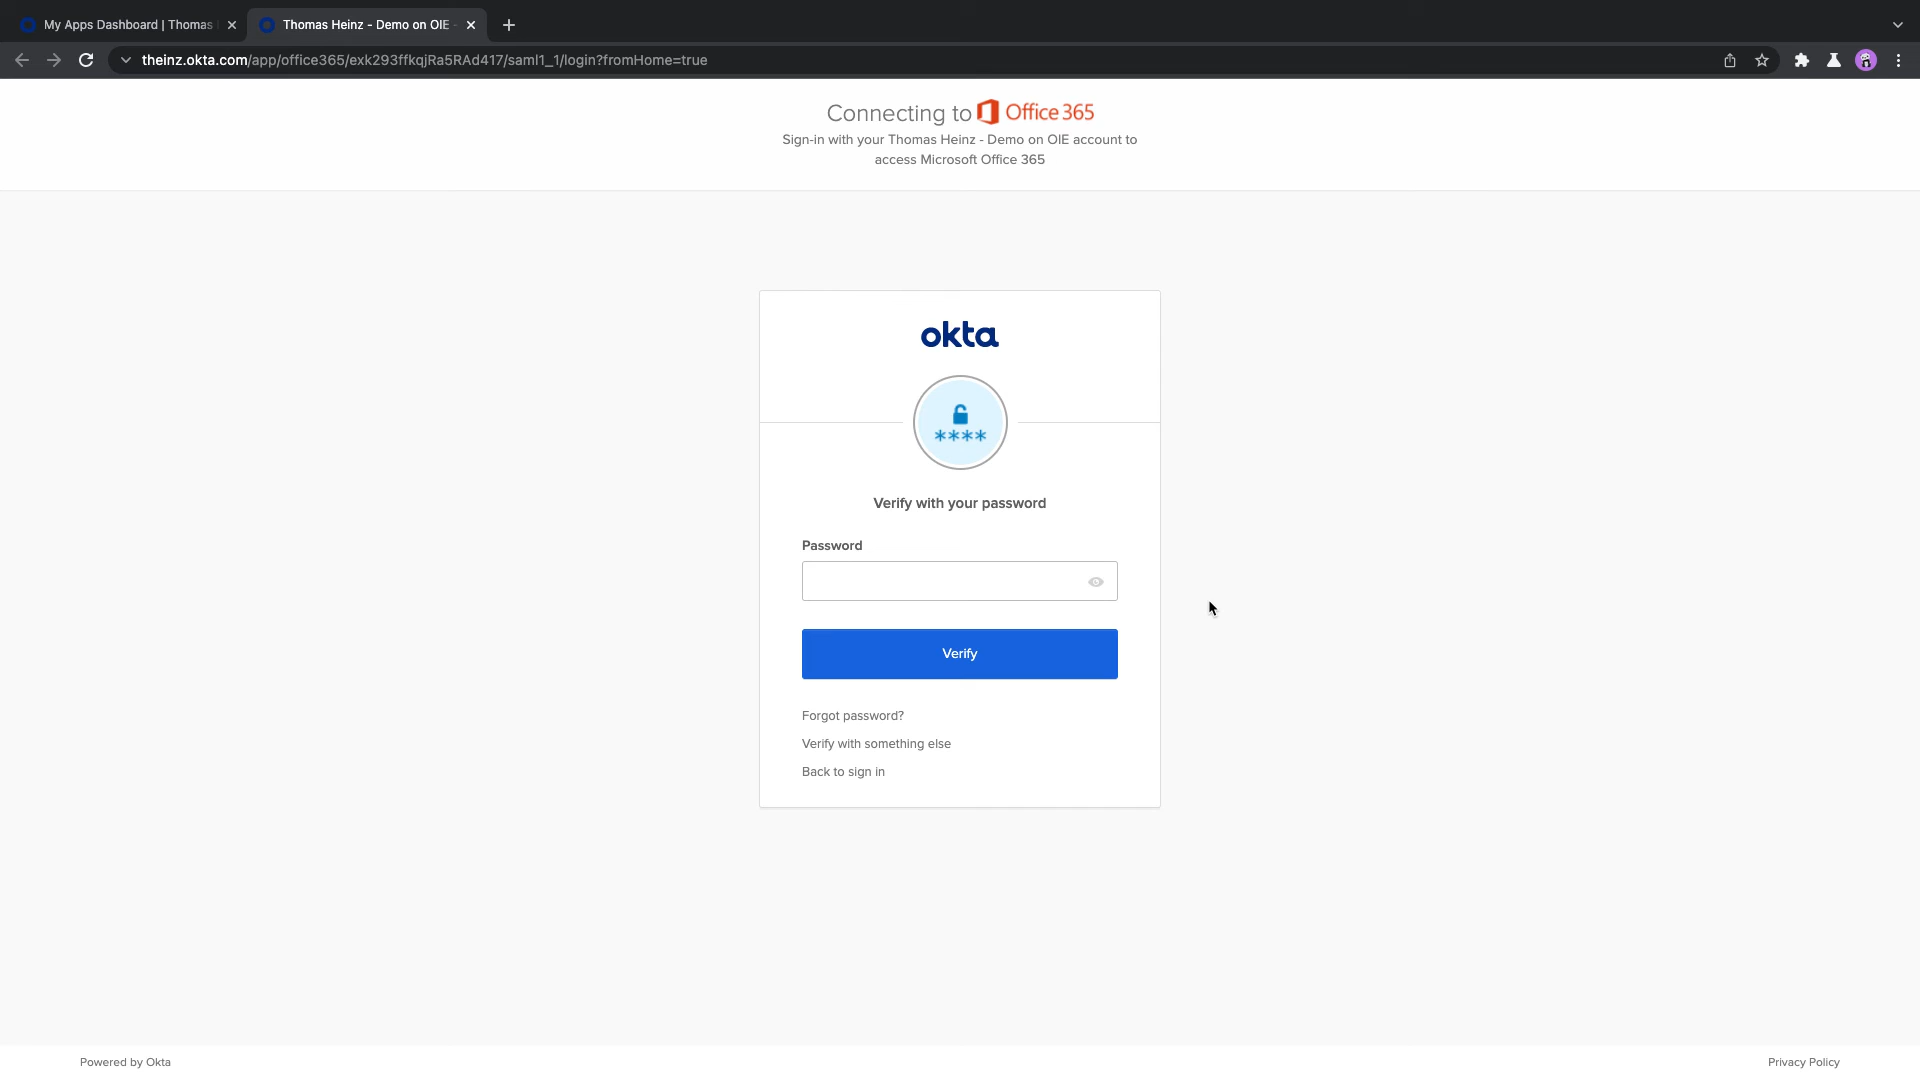 My Apps Dashboard | Thomas
Thomas Heinz - Demo on OIE -
theinz.okta.com/app/office365/exk293ffkqjRa5RAd417/saml1_1/login?fromHome=true
Connecting to Office 365
Sign-in with your Thomas Heinz - Demo on OIE account to
access Microsoft Office 365
okta
****
Verify with your password
Password
Verify
Forgot password?
Verify with something else
Back to sign in
Powered by Okta
Privacy Policy